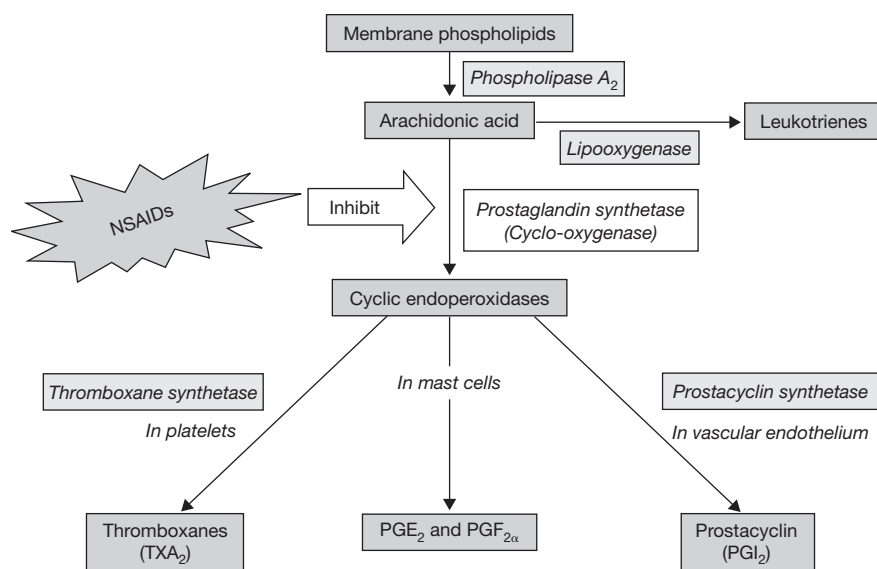 Membrane phospholipids
Phospholipase A₂
Arachidonic acid
Leukotrienes
Lipooxygenase
NSAIDs
Inhibit
Prostaglandin synthetase
(Cyclo-oxygenase)
Cyclic endoperoxidases
Thromboxane synthetase
In platelets
In mast cells
Prostacyclin synthetase
In vascular endothelium
Thromboxanes
(TXA₂)
PGE₂ and PGF₂α
Prostacyclin
(PGI₂)